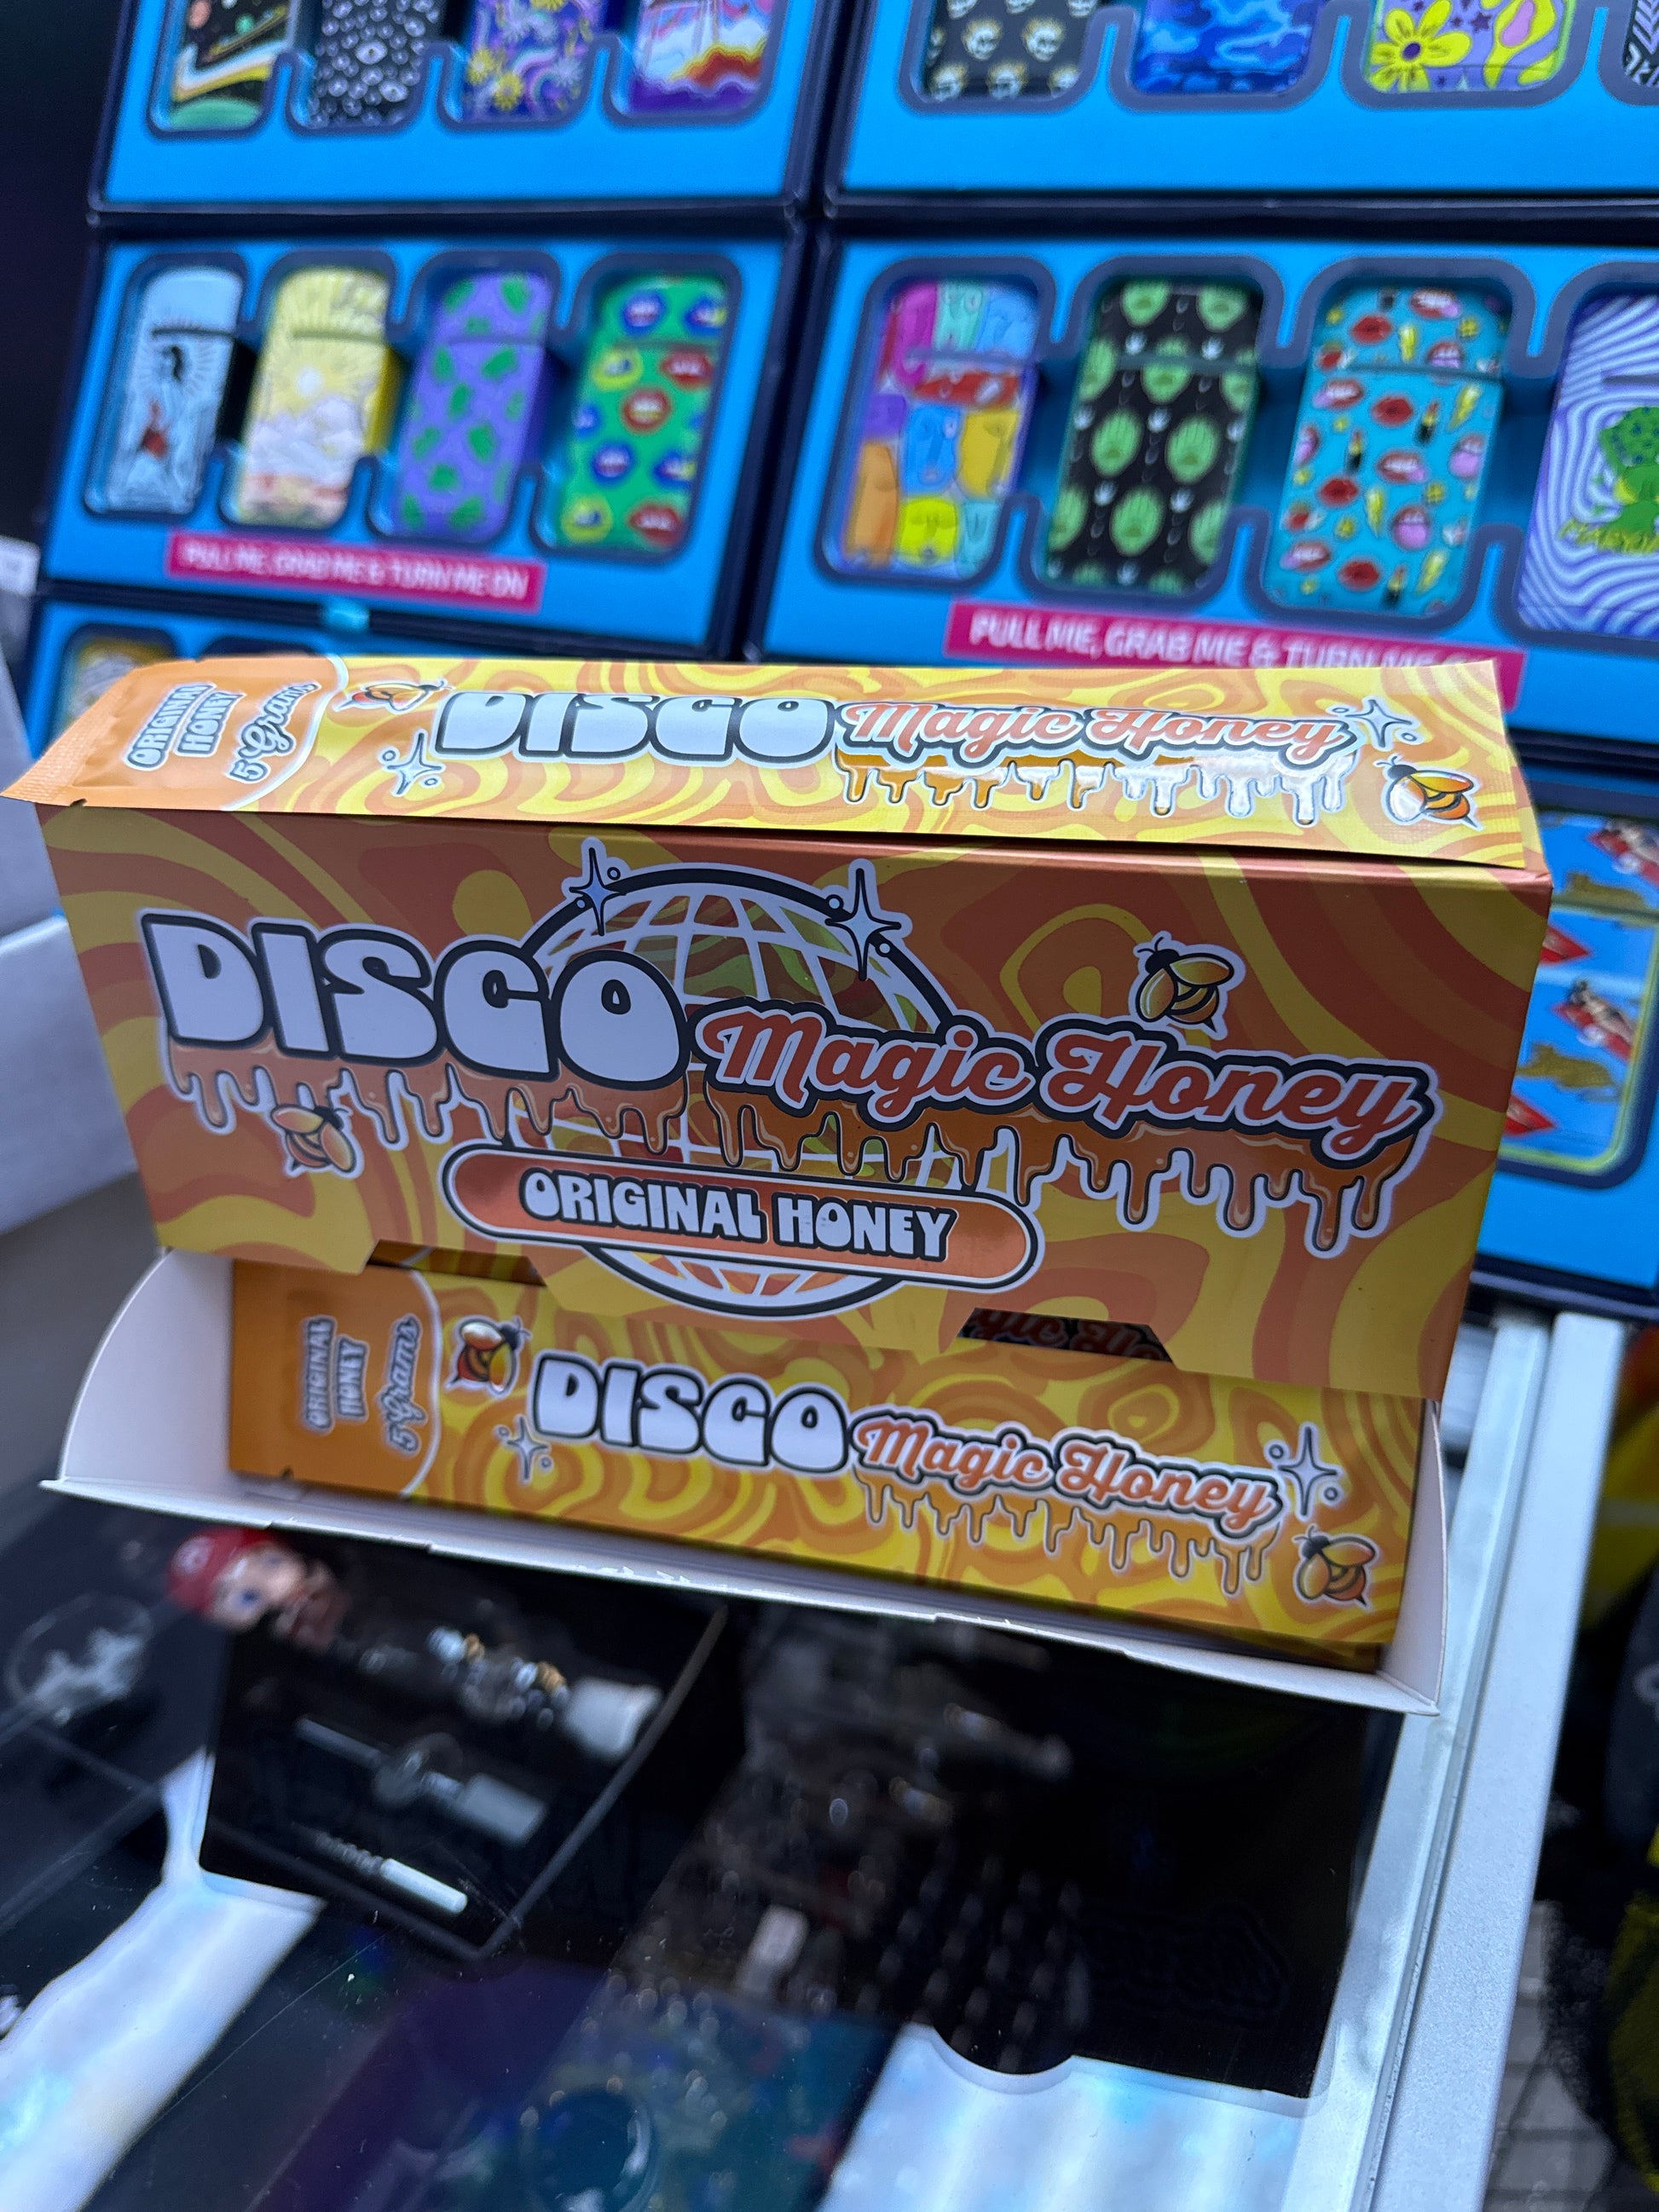 PULL ME, GRAB ME & TURN ME ON
PULL ME, GRAB ME & TURN ME
ORIGINAL
HONEY
5 Grams
DISCO Magic Honey
DISCO Magic Honey
ORIGINAL HONEY
ORIGINAL
HONEY
5 Grams
DISCO Magic Honey